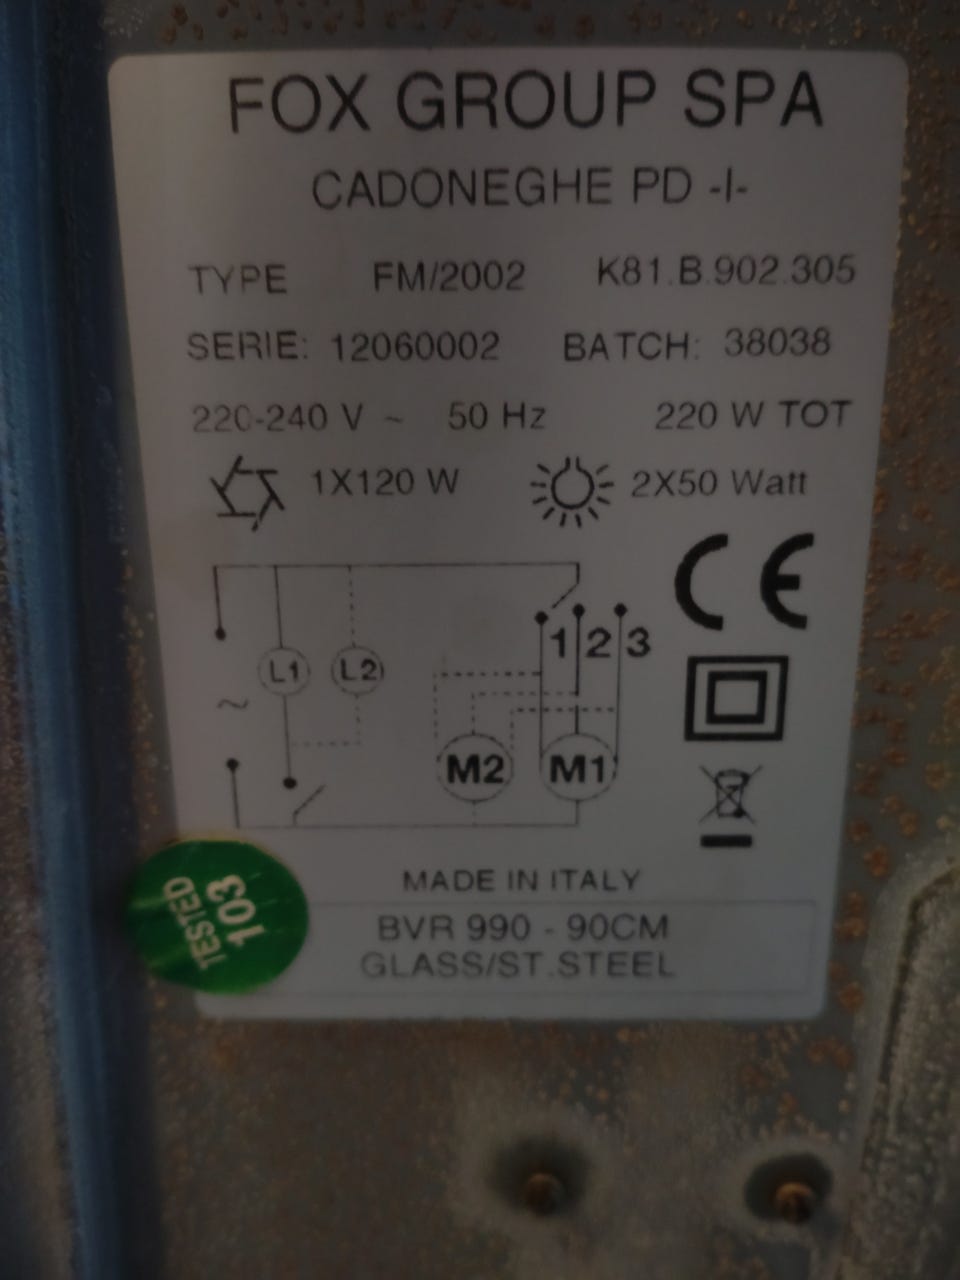 FOX GROUP SPA
CADONEGHE PD -I-
TYPE FM/2002 K81.B.902.305
SERIE: 12060002 BATCH: 38038
220-240 V ~ 50 Hz 220 W TOT
1X120 W 2X50 Watt
CE
1 2 3
L1 L2
~
M2 M1
MADE IN ITALY
BVR 990 - 90CM
GLASS/ST.STEEL
TESTED
103